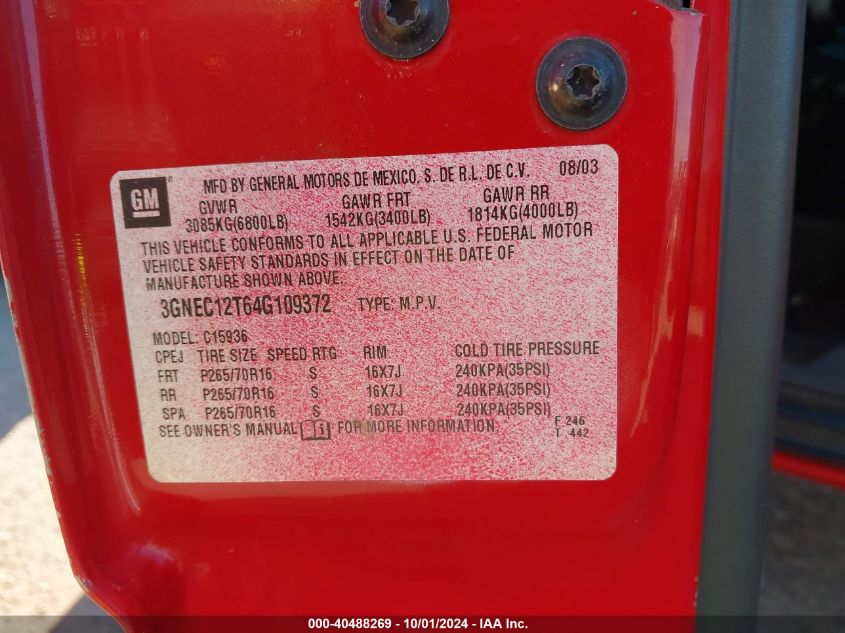 GM ® MFD BY GENERAL MOTORS DE MEXICO, S. DE R.L. DE C.V. 08/03
GVWR GAWR FRT GAWR RR
3085KG(6800LB) 1542KG(3400LB) 1814KG(4000LB)
THIS VEHICLE CONFORMS TO ALL APPLICABLE U.S. FEDERAL MOTOR
VEHICLE SAFETY STANDARDS IN EFFECT ON THE DATE OF
MANUFACTURE SHOWN ABOVE.
3GNEC12T64G109372 TYPE: M.P.V.
MODEL: C15936
CPEJ TIRE SIZE SPEED RTG RIM COLD TIRE PRESSURE
FRT P265/70R16 S 16X7J 240KPA(35PSI)
RR P265/70R16 S 16X7J 240KPA(35PSI)
SPA P265/70R16 S 16X7J 240KPA(35PSI)
SEE OWNER'S MANUAL FOR MORE INFORMATION F 246
T 442
000-40488269 - 10/01/2024 - IAA Inc.